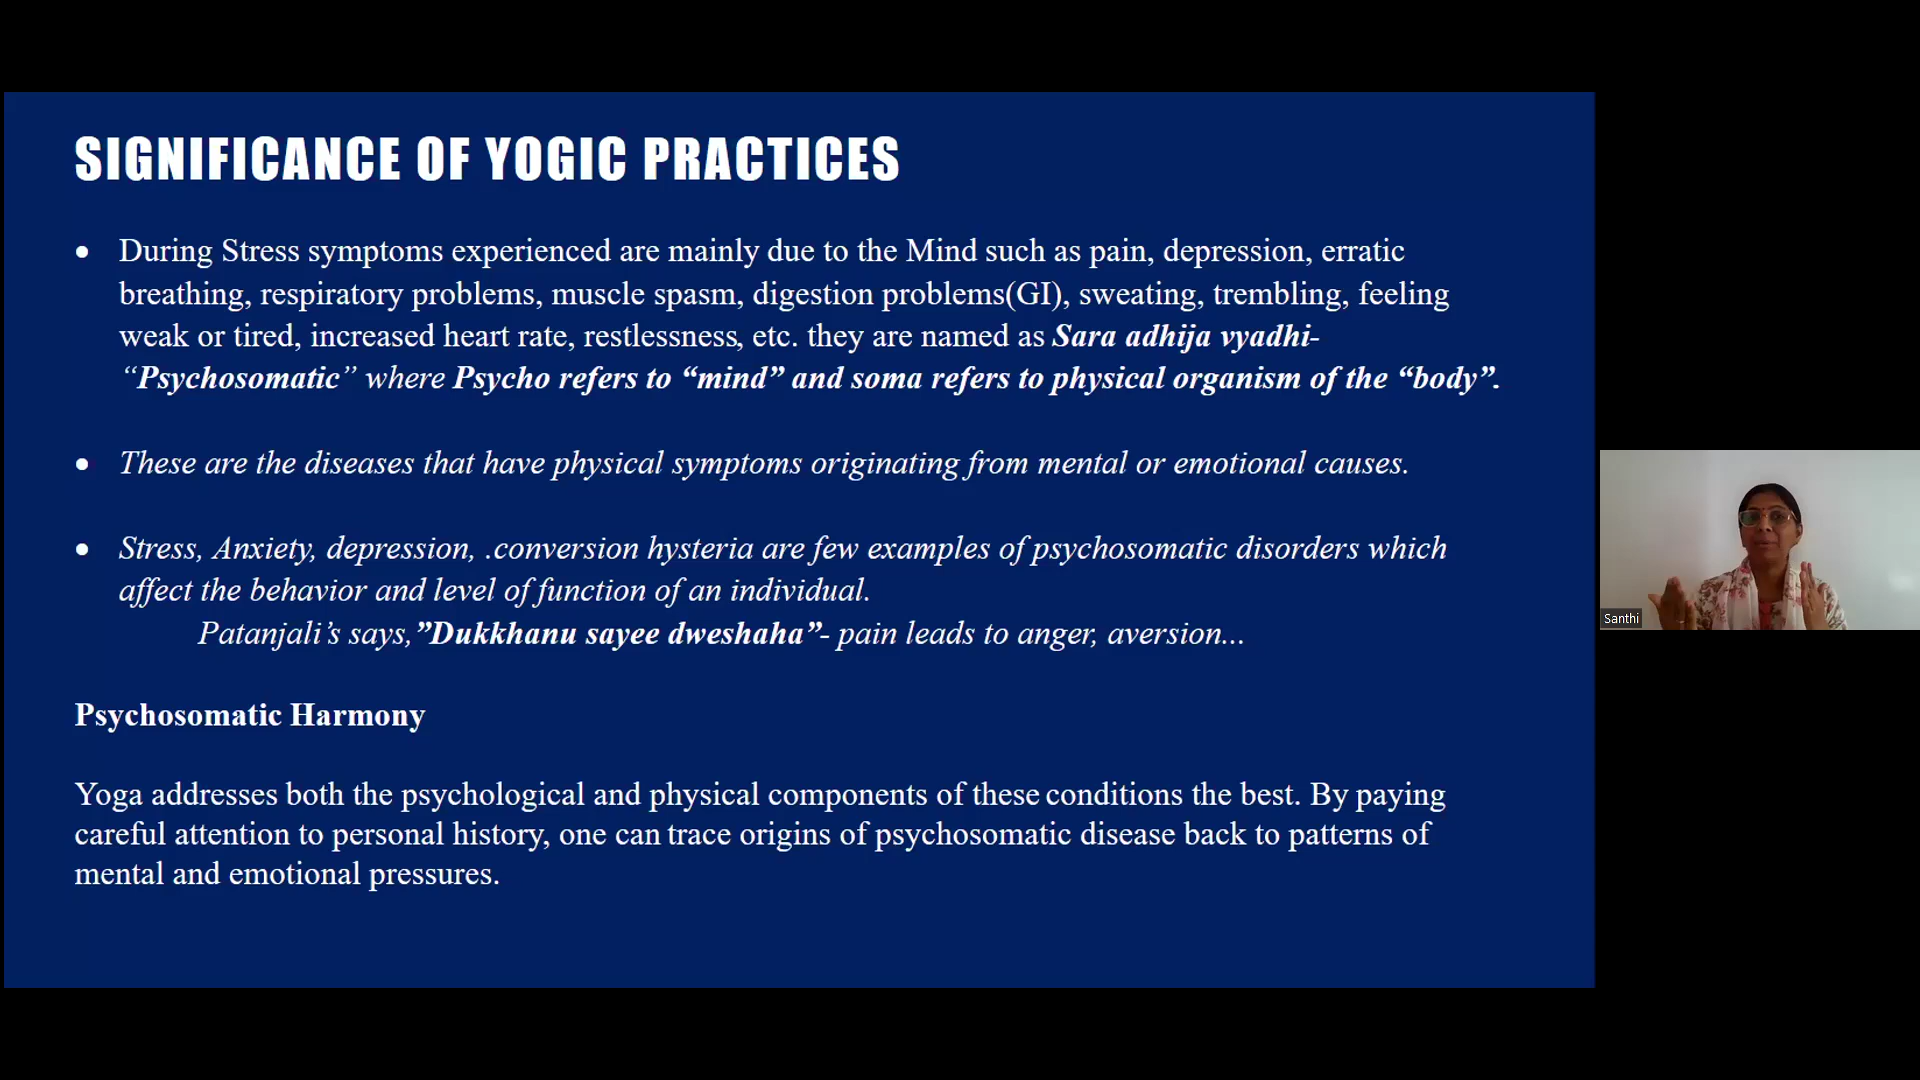 SIGNIFICANCE OF YOGIC PRACTICES
• During Stress symptoms experienced are mainly due to the Mind such as pain, depression, erratic
breathing, respiratory problems, muscle spasm, digestion problems(GI), sweating, trembling, feeling
weak or tired, increased heart rate, restlessness, etc. they are named as Sara adhija vyadhi-
“Psychosomatic” where Psycho refers to “mind” and soma refers to physical organism of the “body”.
• These are the diseases that have physical symptoms originating from mental or emotional causes.
• Stress, Anxiety, depression, .conversion hysteria are few examples of psychosomatic disorders which
affect the behavior and level of function of an individual.
Patanjali’s says,”Dukkhanu sayee dweshaha”- pain leads to anger, aversion...
Psychosomatic Harmony
Yoga addresses both the psychological and physical components of these conditions the best. By paying
careful attention to personal history, one can trace origins of psychosomatic disease back to patterns of
mental and emotional pressures.
Santhi